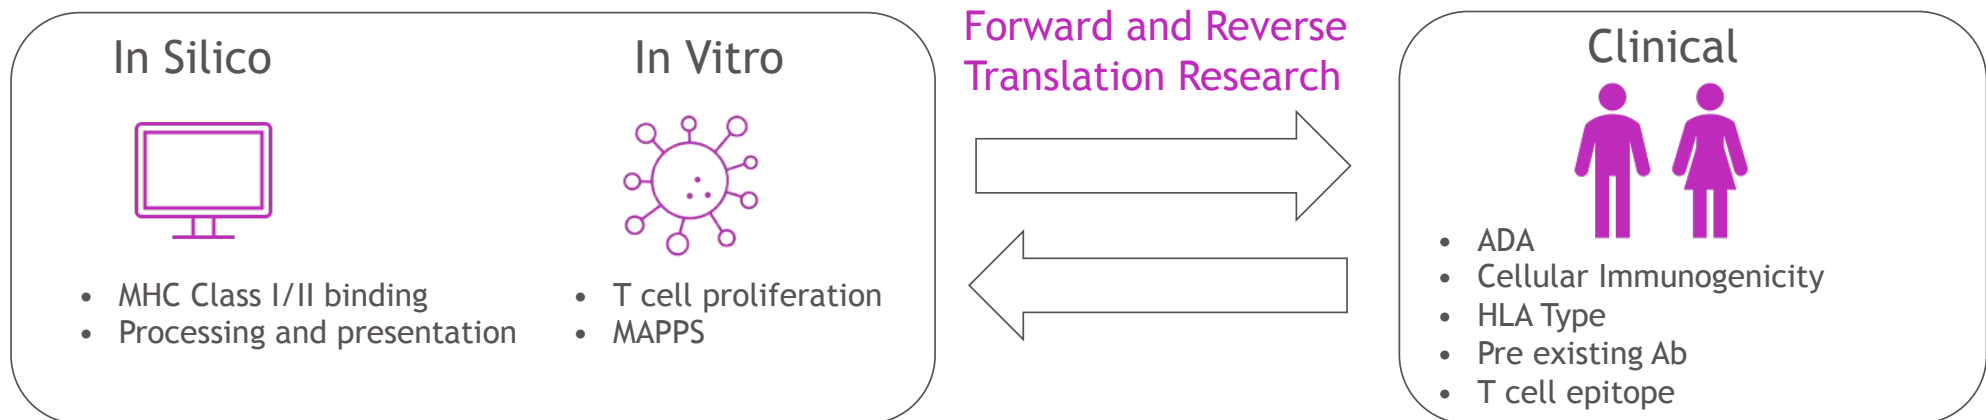 In Silico
• MHC Class I/II binding
• Processing and presentation
In Vitro
• T cell proliferation
• MAPPS
Forward and Reverse
Translation Research
Clinical
• ADA
• Cellular Immunogenicity
• HLA Type
• Pre existing Ab
• T cell epitope